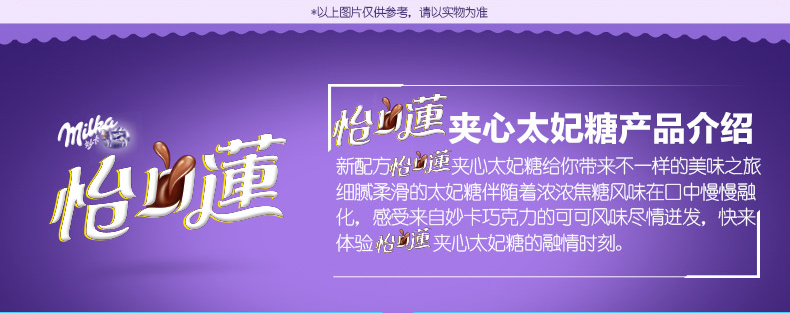 *以上图片仅供参考，请以实物为准
Milka
妙卡
怡口蓮
怡口蓮夹心太妃糖产品介绍
新配方怡口蓮夹心太妃糖给你带来不一样的美味之旅
细腻柔滑的太妃糖伴随着浓浓焦糖风味在口中慢慢融
化，感受来自妙卡巧克力的可可风味尽情迸发，快来
体验怡口蓮夹心太妃糖的融情时刻。